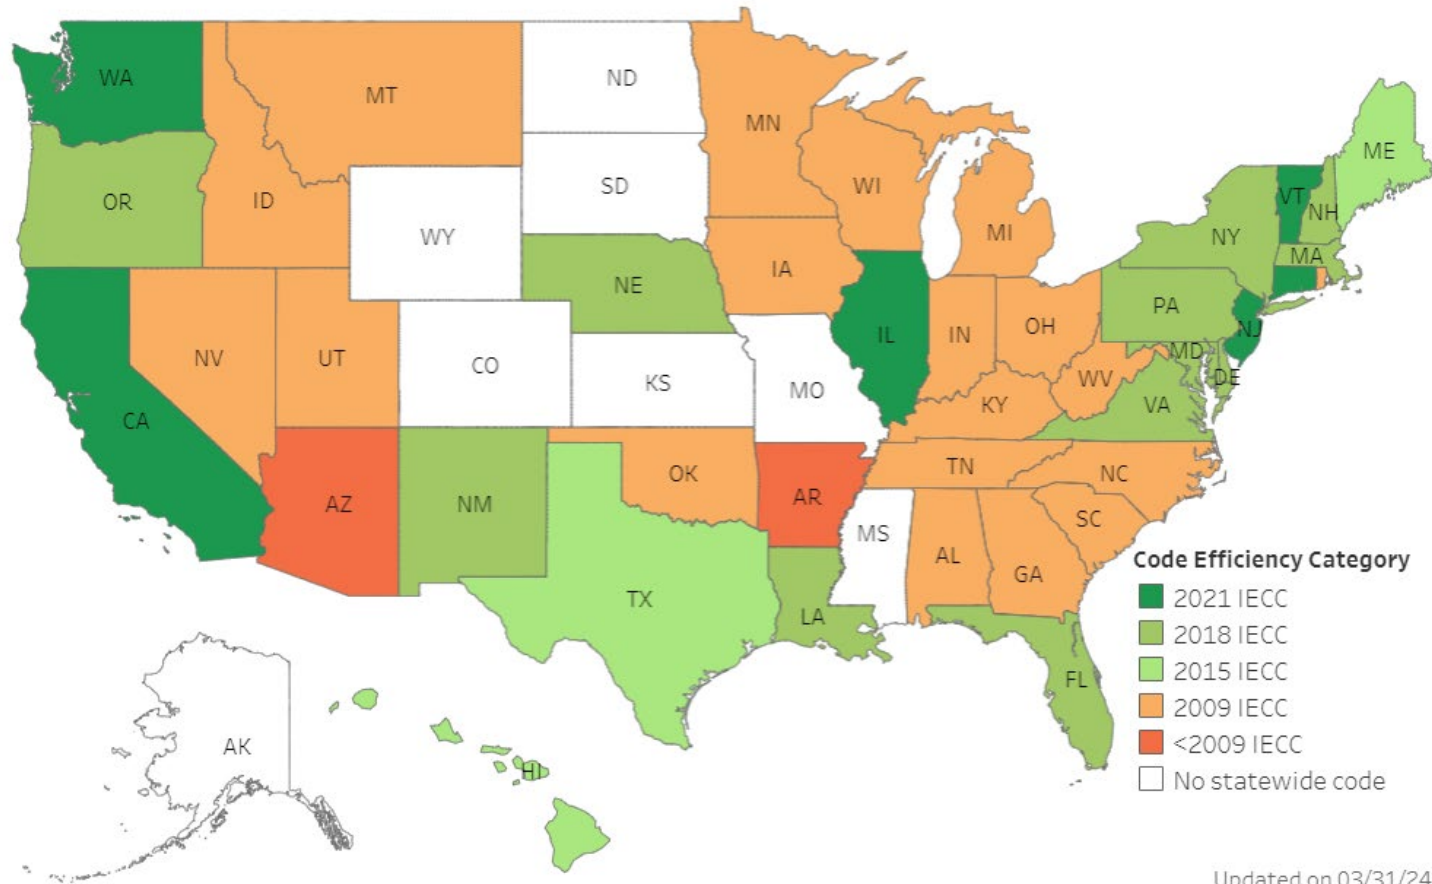 WA
MT
ND
MN
ME
OR
ID
SD
WI
VT
NH
WY
MI
NY
MA
NE
IA
PA
NV
UT
CO
KS
MO
IL
IN
OH
NJ
MD
DE
WV
VA
KY
CA
AZ
NM
OK
AR
TN
NC
MS
AL
GA
SC
TX
LA
FL
AK
HI
Code Efficiency Category
2021 IECC
2018 IECC
2015 IECC
2009 IECC
<2009 IECC
No statewide code
Updated on 03/31/24